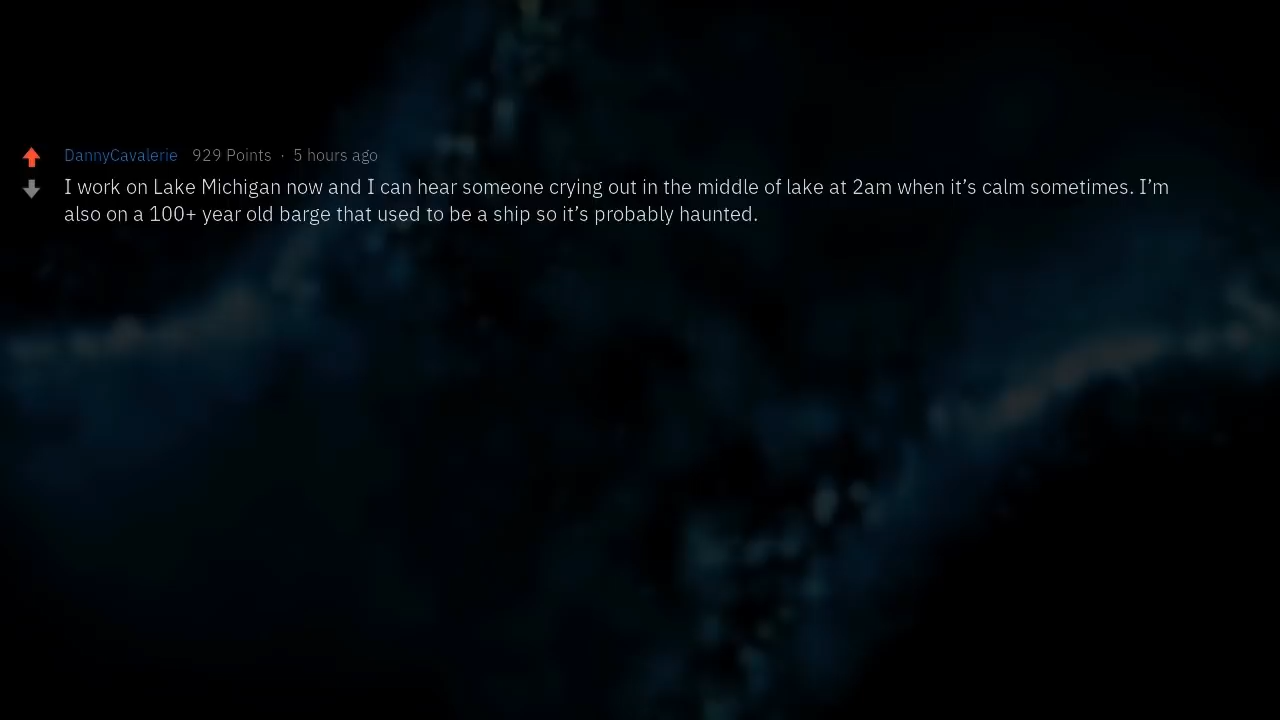 DannyCavalerie 929 Points · 5 hours ago
I work on Lake Michigan now and I can hear someone crying out in the middle of lake at 2am when it’s calm sometimes. I’m
also on a 100+ year old barge that used to be a ship so it’s probably haunted.